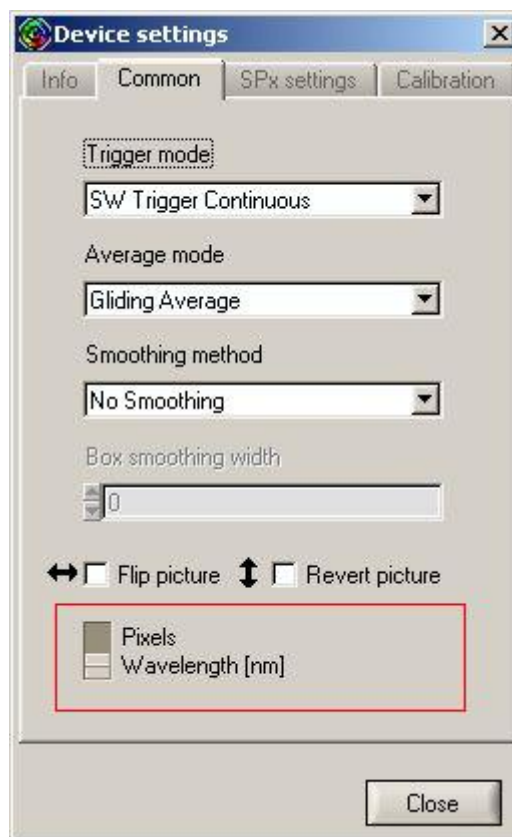 Device settings
Info Common SPx settings Calibration
Trigger mode
SW Trigger Continuous
Average mode
Gliding Average
Smoothing method
No Smoothing
Box smoothing width
0
Flip picture Revert picture
Pixels
Wavelength [nm]
Close